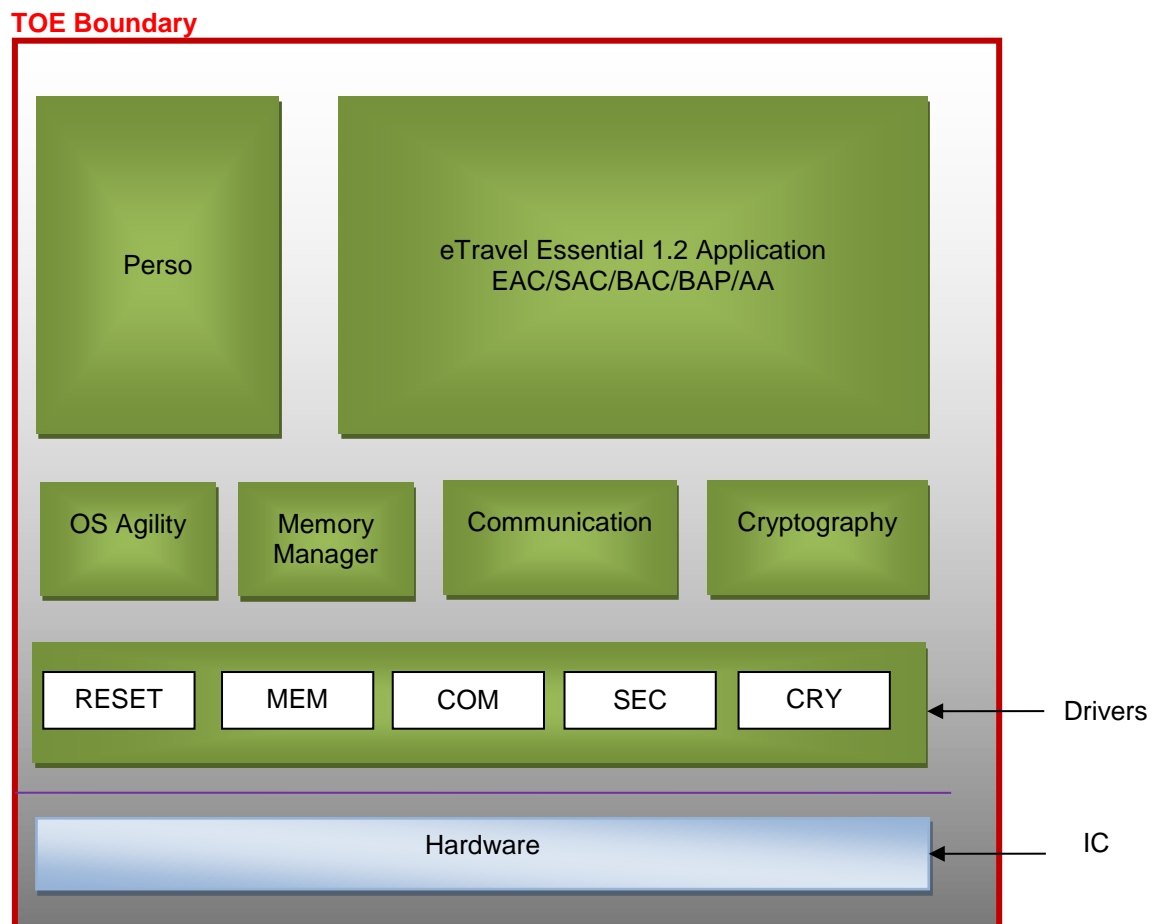 TOE Boundary
Perso
eTravel Essential 1.2 Application
EAC/SAC/BAC/BAP/AA
OS Agility
Memory
Manager
Communication
Cryptography
RESET
MEM
COM
SEC
CRY
Drivers
Hardware
IC